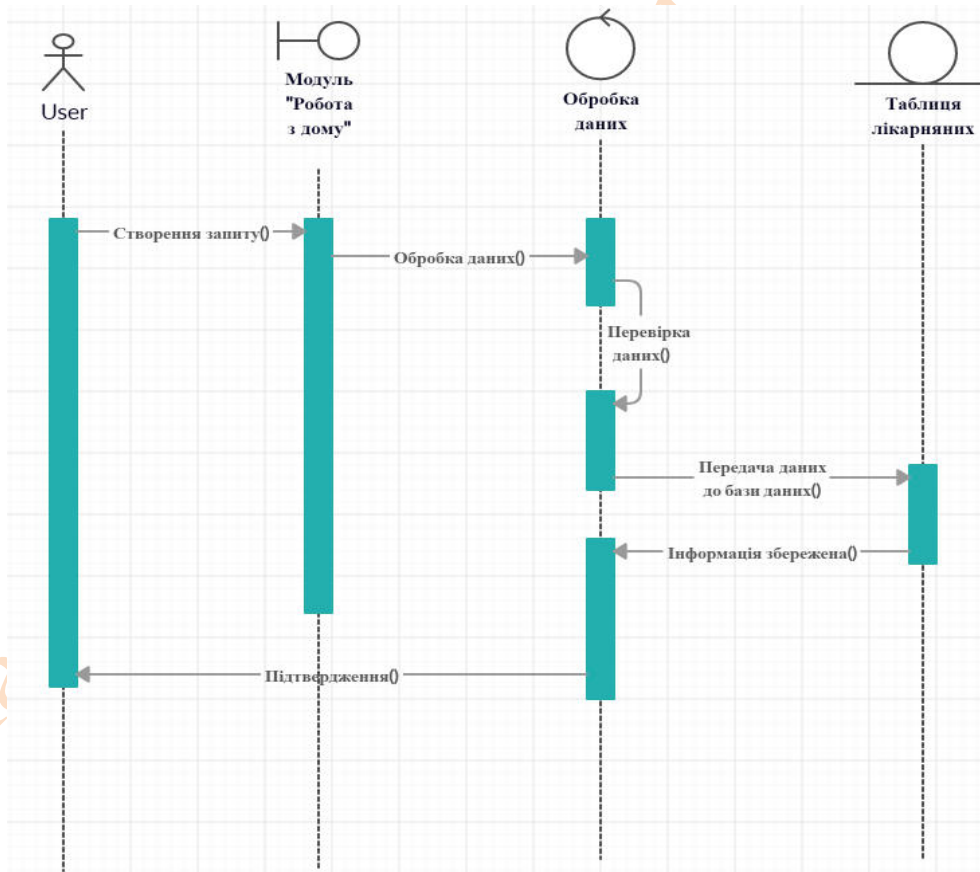 User
Модуль
"Робота
з дому"
Обробка
даних
Таблиця
лікарняних
Створення запиту()
Обробка даних()
Перевірка
даних()
Передача даних
до бази даних()
Інформація збережена()
Підтвердження()